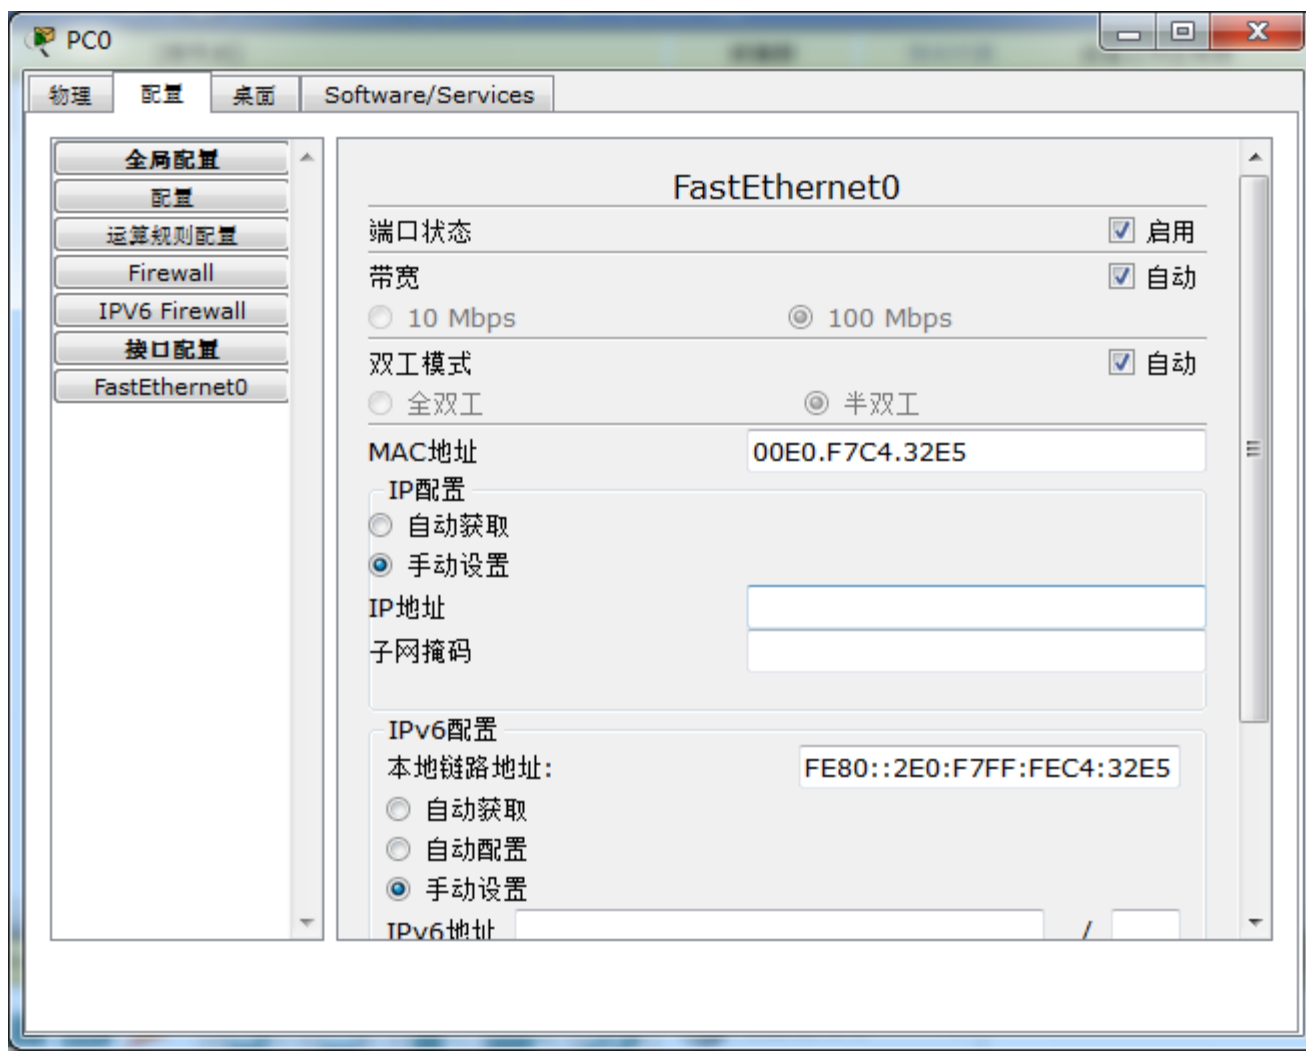 PC0
物理 配置 桌面 Software/Services
全局配置
配置
运算规则配置
Firewall
IPV6 Firewall
接口配置
FastEthernet0
FastEthernet0
端口状态 启用
带宽 自动
10 Mbps 100 Mbps
双工模式 自动
全双工 半双工
MAC地址 00E0.F7C4.32E5
IP配置
自动获取
手动设置
IP地址
子网掩码
IPv6配置
本地链路地址: FE80::2E0:F7FF:FEC4:32E5
自动获取
自动配置
手动设置
IPv6地址 /